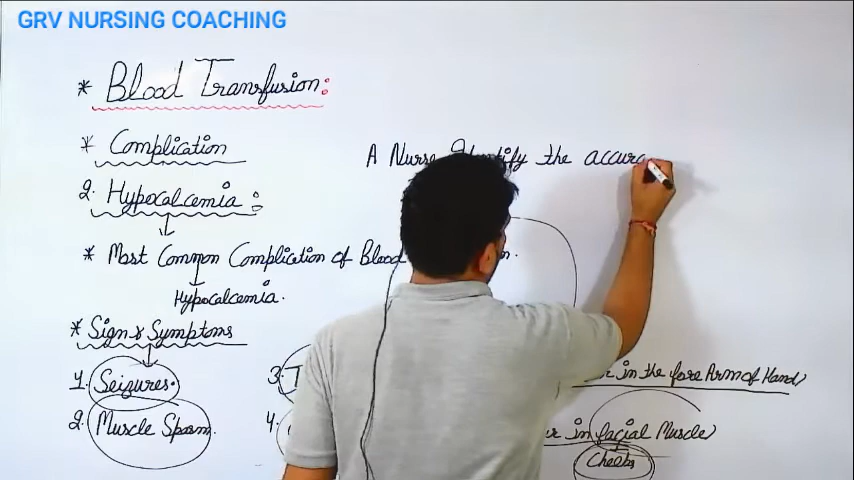 GRV NURSING COACHING
* Blood Transfusion:
* Complication
2. Hypocalcemia :
* Most Common Complication of Blood
Hypocalcemia.
* Sign & Symptoms
1. Seizures.
2. Muscle Spasm.
3. T
4.
A Nurse Identify the accura
in the fore Arm of Hand
in facial Muscle
Cheeks